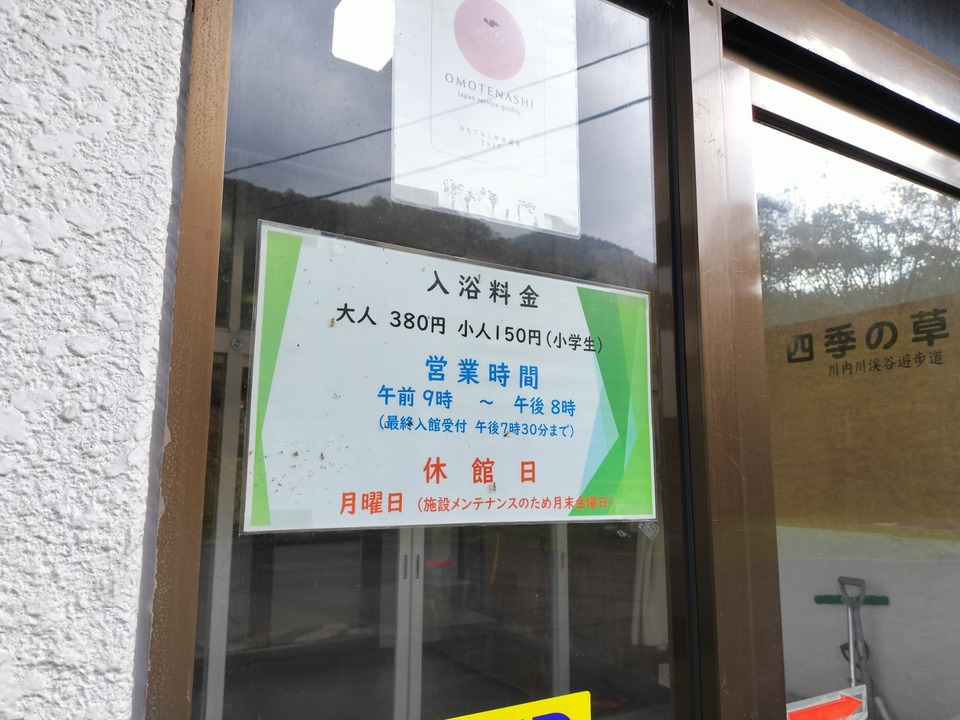 OMOTENASHI
Japan service quality
入浴料金
大人 380円 小人150円(小学生)
営業時間
午前9時 ~ 午後8時
(最終入館受付 午後7時30分まで)
休館日
月曜日 (施設メンテナンスのため月末金曜日)
四季の草
川内川渓谷遊歩道